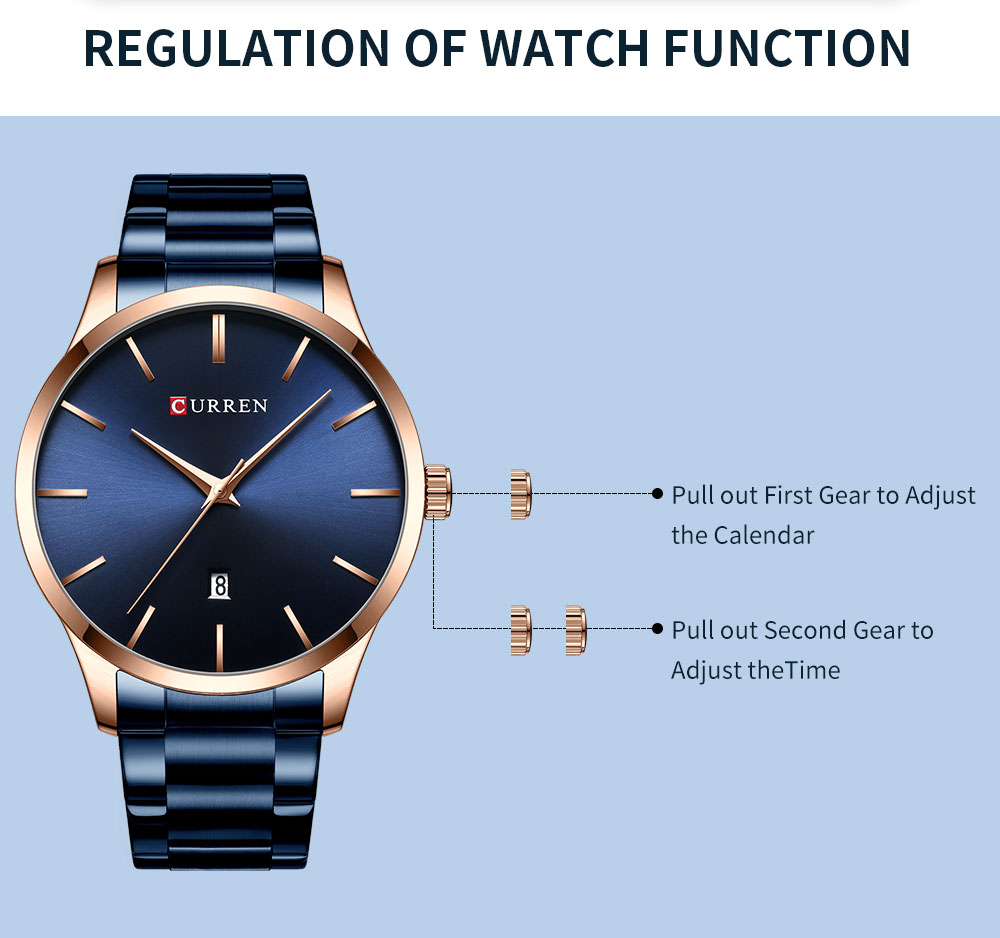 REGULATION OF WATCH FUNCTION
CURREN
8
Pull out First Gear to Adjust
the Calendar
Pull out Second Gear to
Adjust theTime